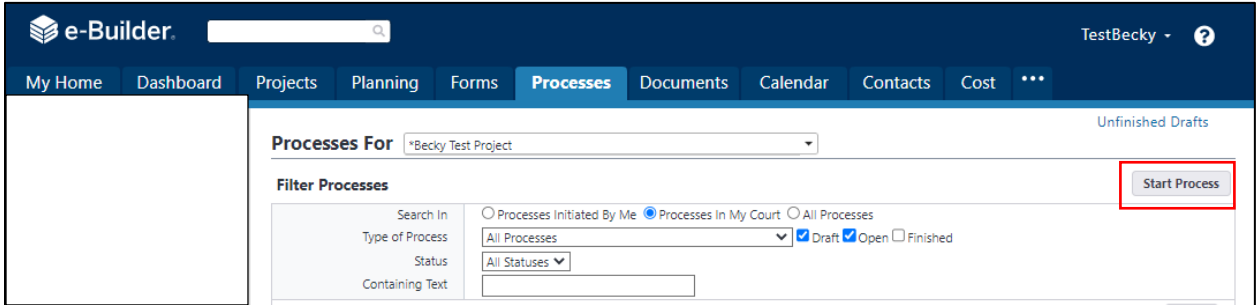 e-Builder.
TestBecky
?
My Home Dashboard Projects Planning Forms Processes Documents Calendar Contacts Cost •••
Unfinished Drafts
Processes For *Becky Test Project
Filter Processes Start Process
Search In Processes Initiated By Me Processes In My Court All Processes
Type of Process All Processes Draft Open Finished
Status All Statuses
Containing Text